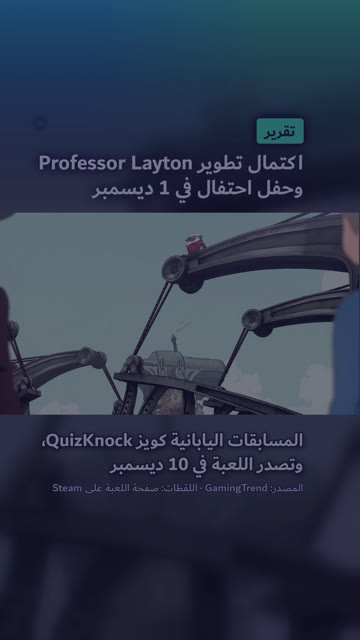 تقرير
اكتمال تطوير Professor Layton
وحفل احتفال في 1 ديسمبر
المسابقات اليابانية كويز QuizKnock،
وتصدر اللعبة في 10 ديسمبر
المصدر: GamingTrend · اللقطات: صفحة اللعبة على Steam